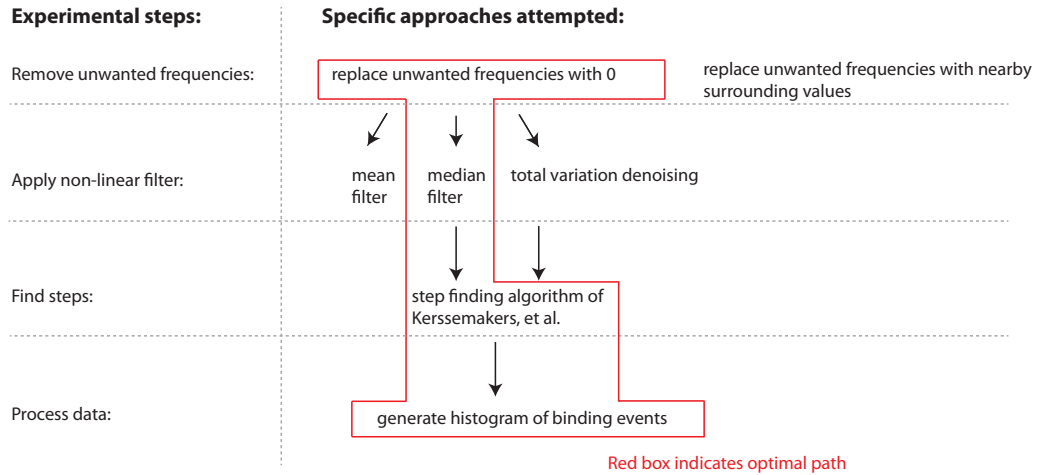 Experimental steps:
Specific approaches attempted:
Remove unwanted frequencies:
replace unwanted frequencies with 0
replace unwanted frequencies with nearby
surrounding values
Apply non-linear filter:
mean
filter
median
filter
total variation denoising
Find steps:
step finding algorithm of
Kerssemakers, et al.
Process data:
generate histogram of binding events
Red box indicates optimal path